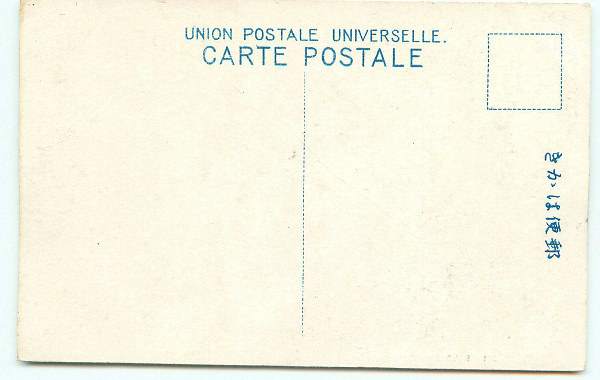 UNION POSTALE UNIVERSELLE.
CARTE POSTALE
きかは便郵